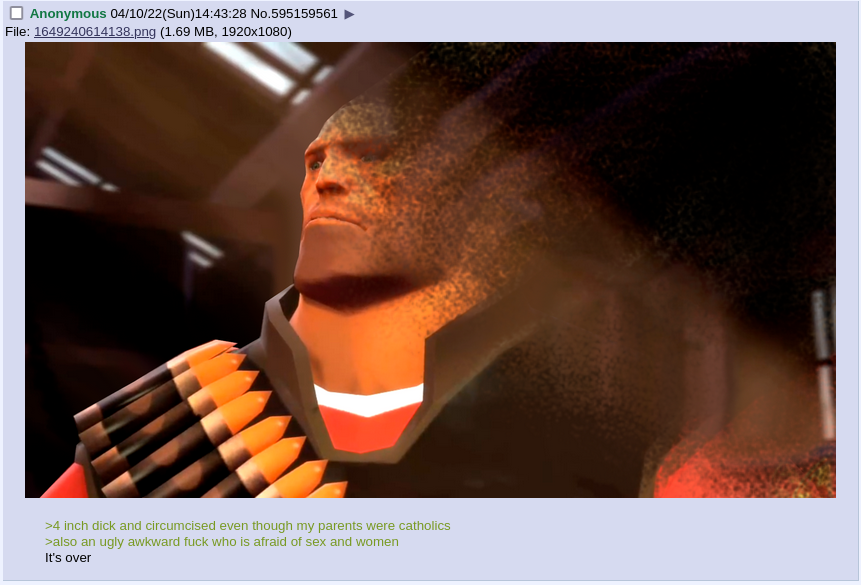 Anonymous 04/10/22(Sun)14:43:28 No.595159561 ▶
File: 1649240614138.png (1.69 MB, 1920x1080)
>4 inch dick and circumcised even though my parents were catholics
>also an ugly awkward fuck who is afraid of sex and women
It's over